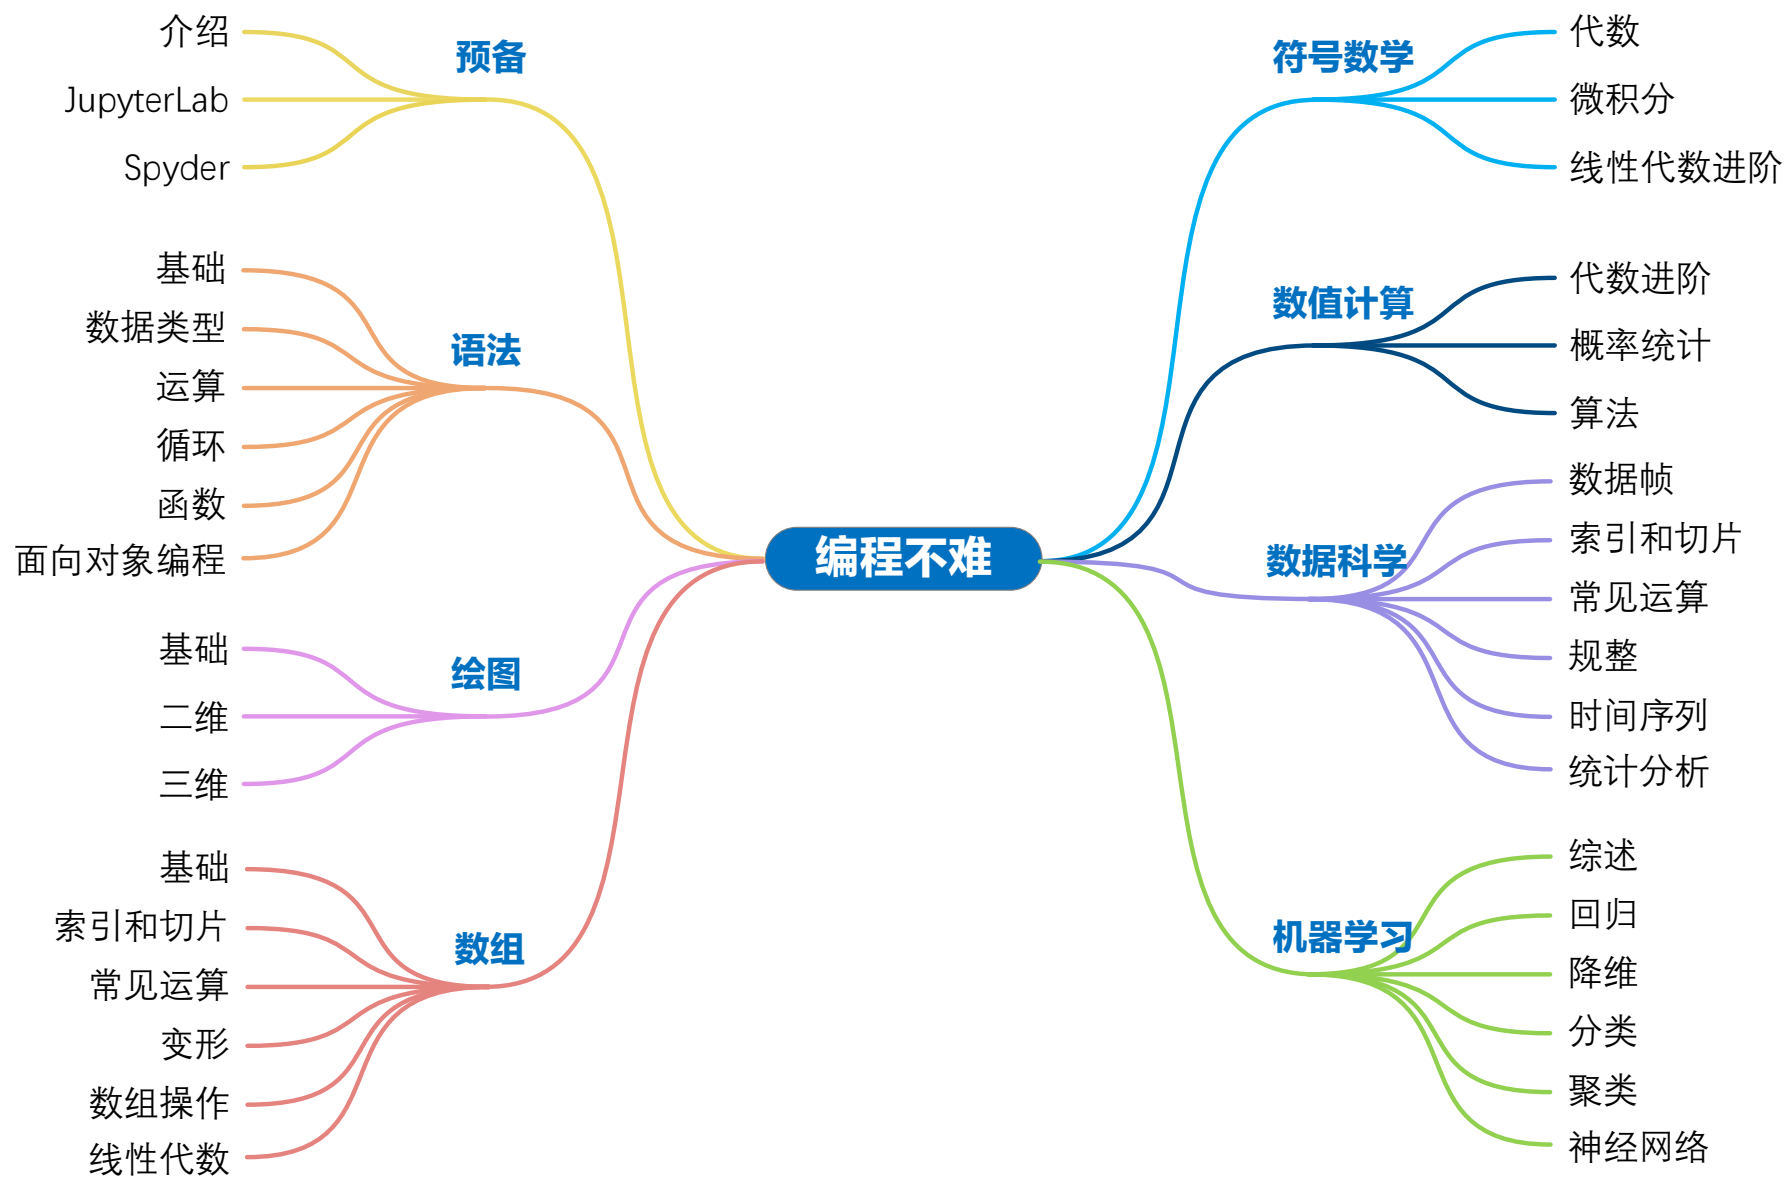 编程不难
预备
介绍
JupyterLab
Spyder
语法
基础
数据类型
运算
循环
函数
面向对象编程
绘图
基础
二维
三维
数组
基础
索引和切片
常见运算
变形
数组操作
线性代数
符号数学
代数
微积分
线性代数进阶
数值计算
代数进阶
概率统计
算法
数据科学
数据帧
索引和切片
常见运算
规整
时间序列
统计分析
机器学习
综述
回归
降维
分类
聚类
神经网络